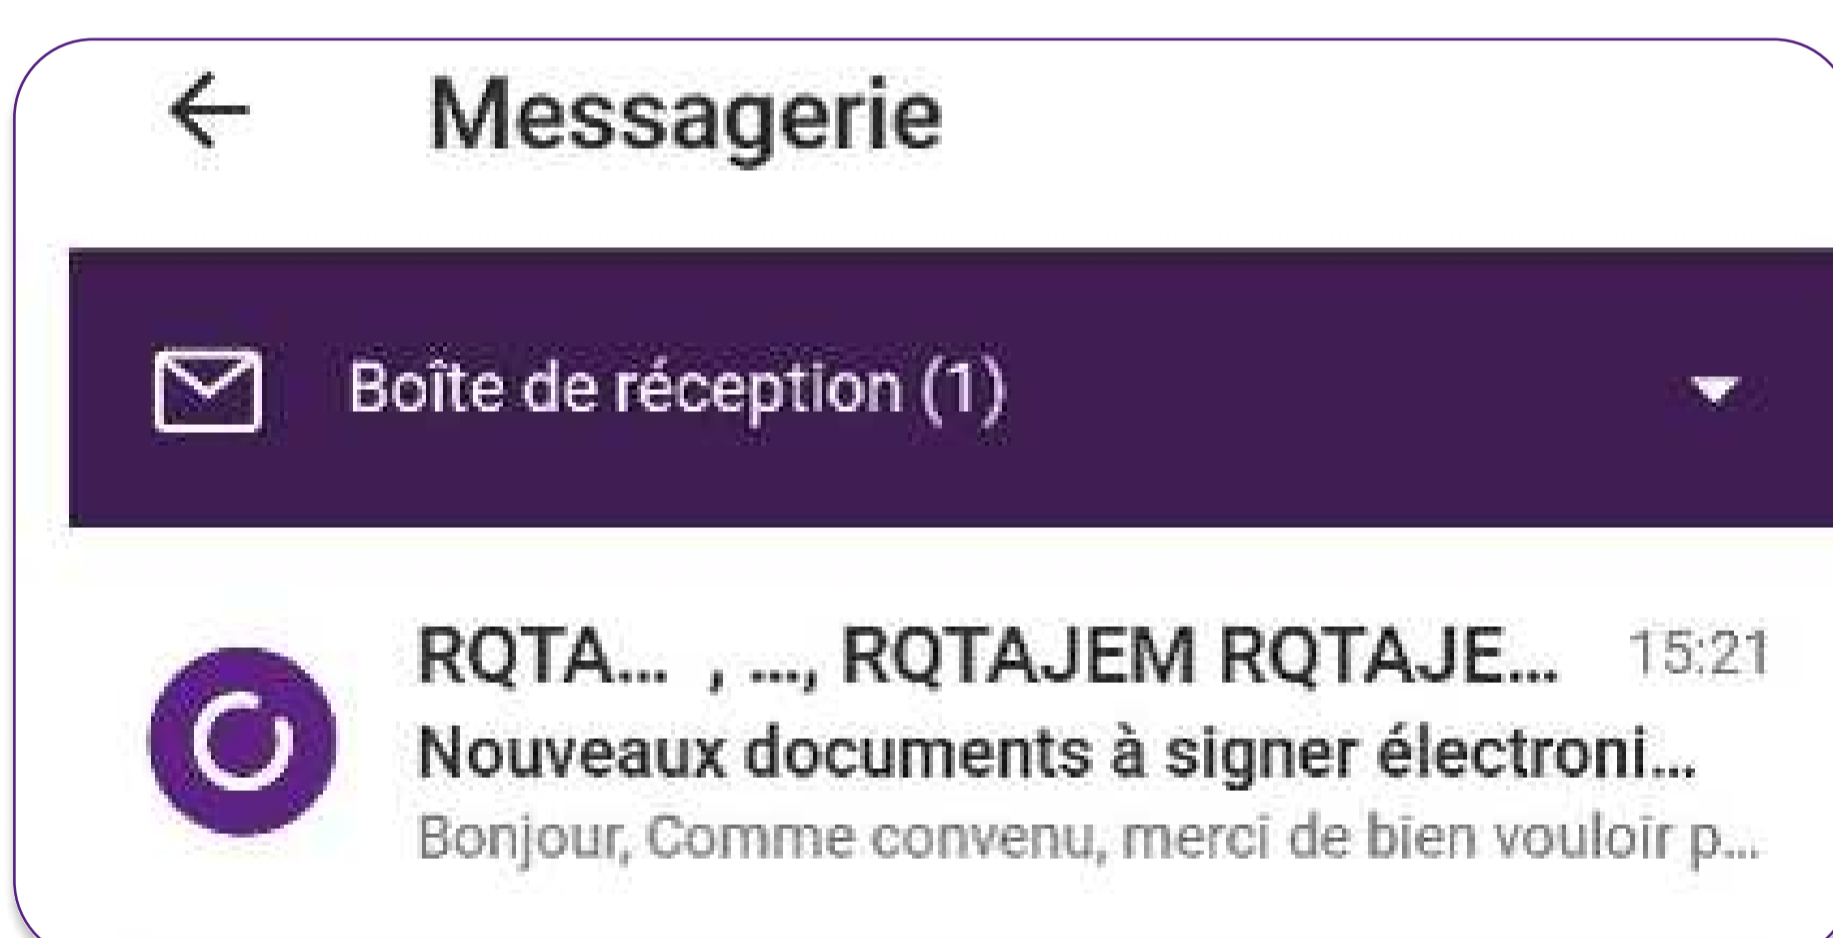 Messagerie
Boîte de réception (1)
RQTA... , ..., RQTAJEM RQTAJE... 15:21
Nouveaux documents à signer électroni...
Bonjour, Comme convenu, merci de bien vouloir p...